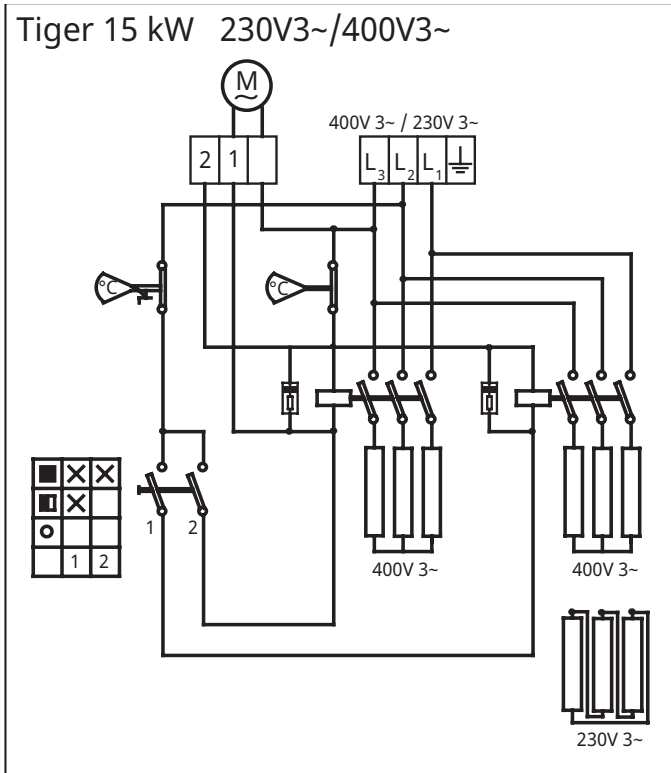 Tiger 15 kW 230V3~/400V3~
M
~
400V 3~ / 230V 3~
2 1
L3 L2 L1
°C °C
1 2
1 2
400V 3~ 400V 3~
230V 3~